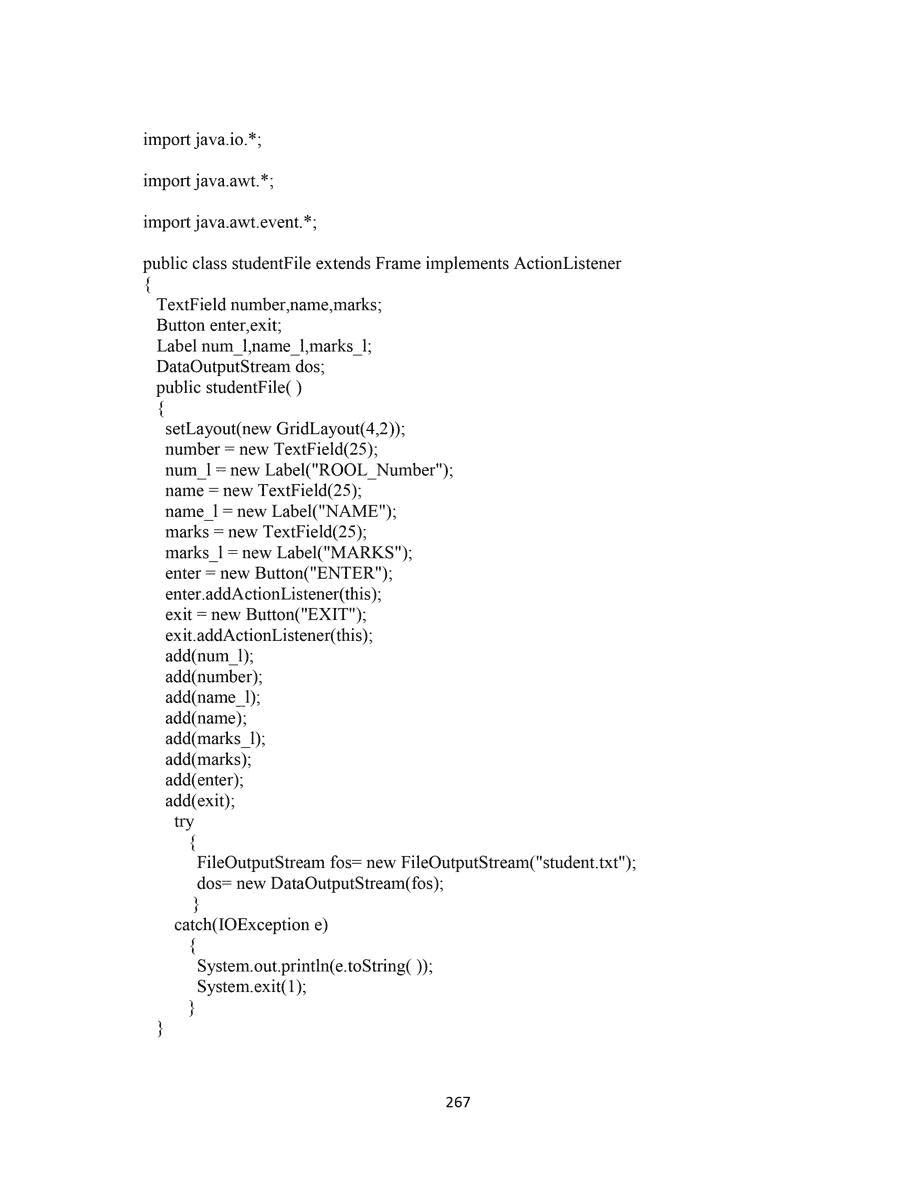 import java.io.*;
import java.awt.*;
import java.awt.event.*;
public class studentFile extends Frame implements ActionListener
{
TextField number,name,marks;
Button enter,exit;
Label num_l,name_l,marks_l;
DataOutputStream dos;
public studentFile( )
{
setLayout(new GridLayout(4,2));
number = new TextField(25);
num_l = new Label("ROOL_Number");
name = new TextField(25);
name_l = new Label("NAME");
marks = new TextField(25);
marks_l = new Label("MARKS");
enter = new Button("ENTER");
enter.addActionListener(this);
exit = new Button("EXIT");
exit.addActionListener(this);
add(num_l);
add(number);
add(name_l);
add(name);
add(marks_l);
add(marks);
add(enter);
add(exit);
try
{
FileOutputStream fos= new FileOutputStream("student.txt");
dos= new DataOutputStream(fos);
}
catch(IOException e)
{
System.out.println(e.toString( ));
System.exit(1);
}
}
267